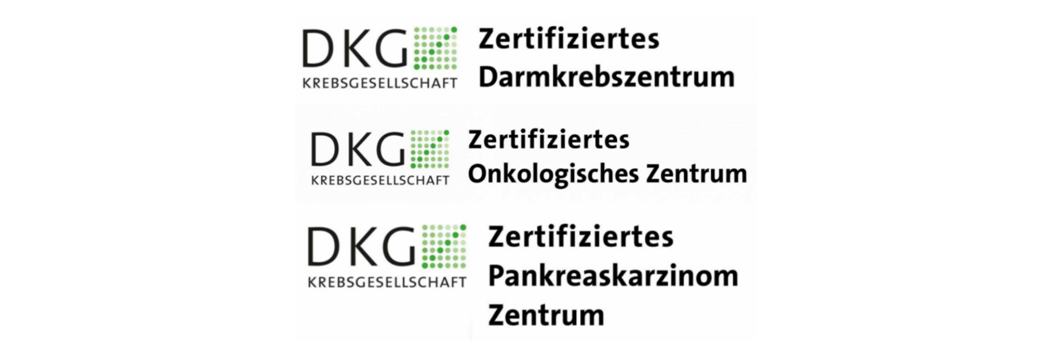 DKG
KREBSGESELLSCHAFT
Zertifiziertes
Darmkrebszentrum
DKG
KREBSGESELLSCHAFT
Zertifiziertes
Onkologisches Zentrum
DKG
KREBSGESELLSCHAFT
Zertifiziertes
Pankreaskarzinom
Zentrum